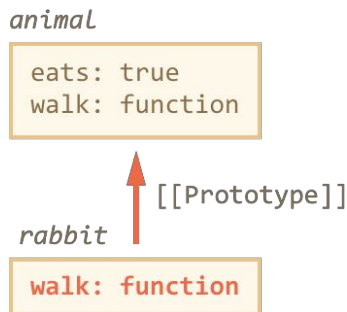 animal
eats: true
walk: function
[[Prototype]]
rabbit
walk: function